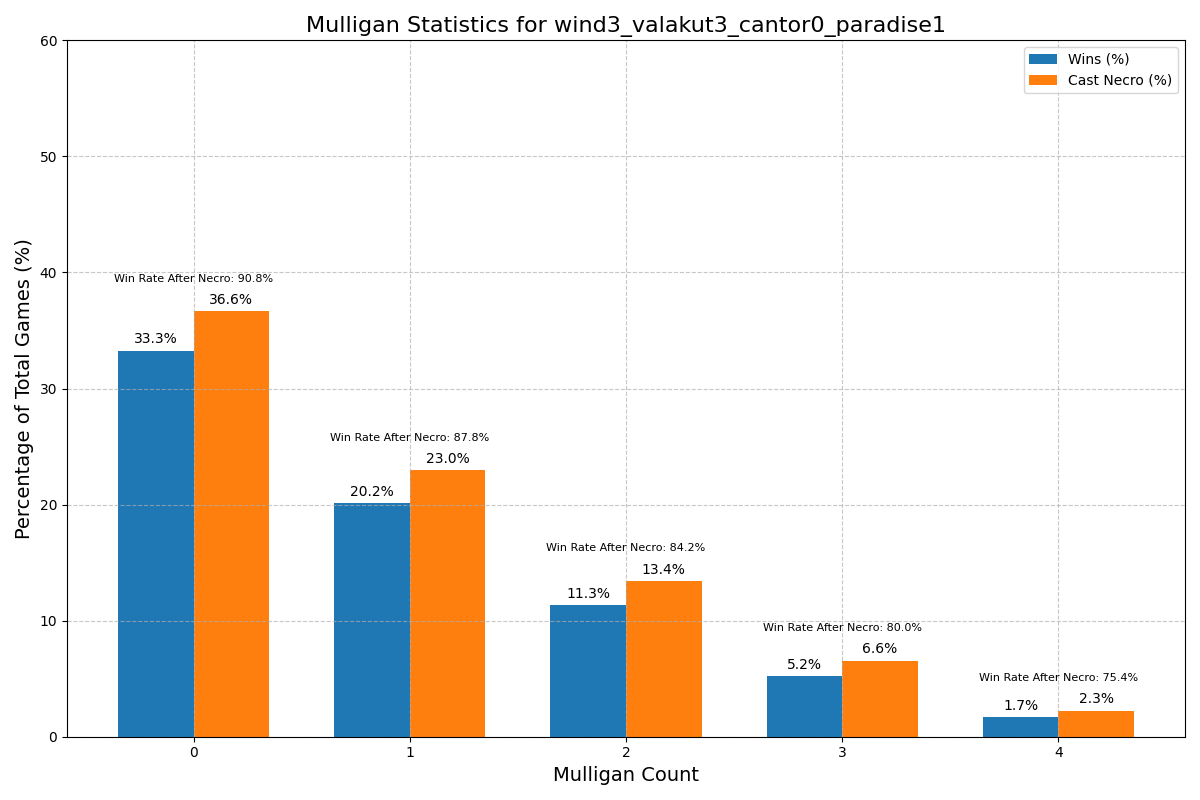 Mulligan Statistics for wind3_valakut3_cantor0_paradise1
Wins (%)
Cast Necro (%)
Percentage of Total Games (%)
60
50
40
30
20
10
0
Win Rate After Necro: 90.8%
33.3%
36.6%
Win Rate After Necro: 87.8%
20.2%
23.0%
Win Rate After Necro: 84.2%
11.3%
13.4%
Win Rate After Necro: 80.0%
5.2%
6.6%
Win Rate After Necro: 75.4%
1.7%
2.3%
0
1
2
3
4
Mulligan Count